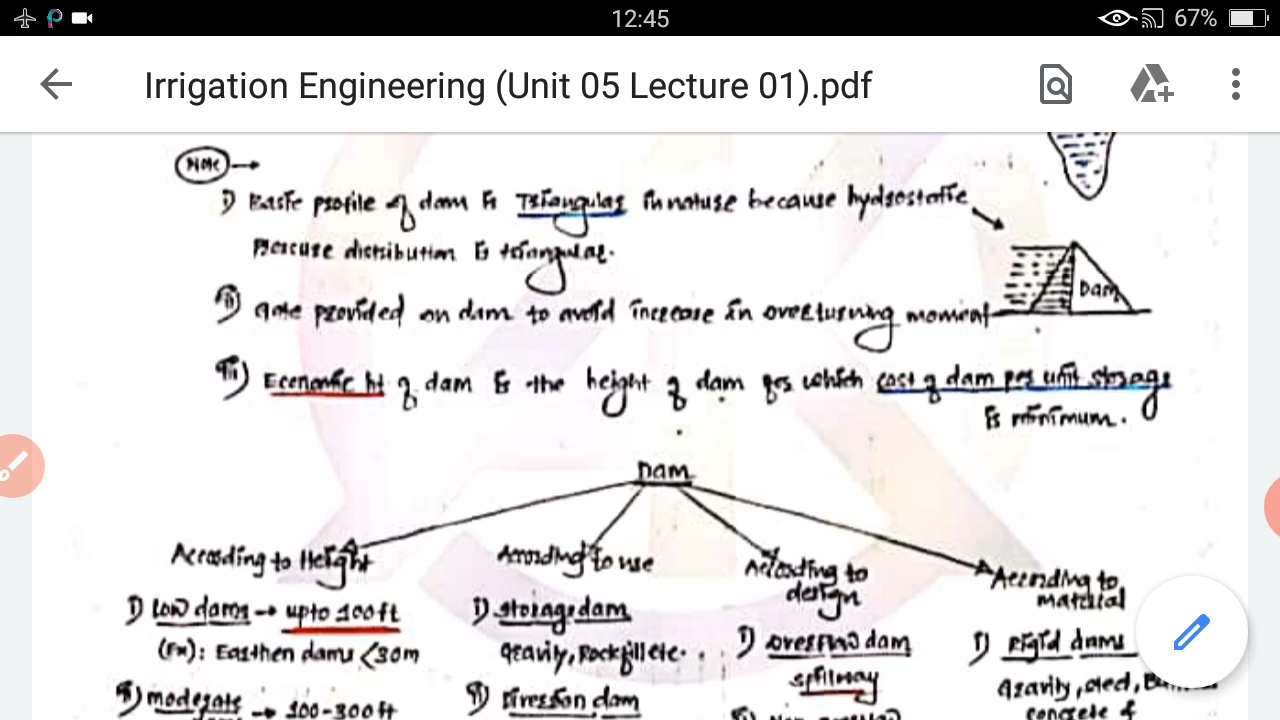 12:45
67%
Irrigation Engineering (Unit 05 Lecture 01).pdf
Note →
i) Basic profile of dam is Triangular in nature because hydrostatic
Pressure distribution is triangular.
Dam
ii) gate provided on dam to avoid increase in overturning moment
iii) Economic ht of dam is the height of dam for which cost of dam per unit storage
is minimum.
Dam
According to Height
According to use
According to design
According to material
i) Low dams → upto 100ft
(Ex): Earthen dams <30m
ii) moderate → 100-300ft
i) storage dam
gravity, Rockfill etc.
ii) Diversion dam
i) overflow dam
spillway
i) Rigid dams
gravity, concrete &